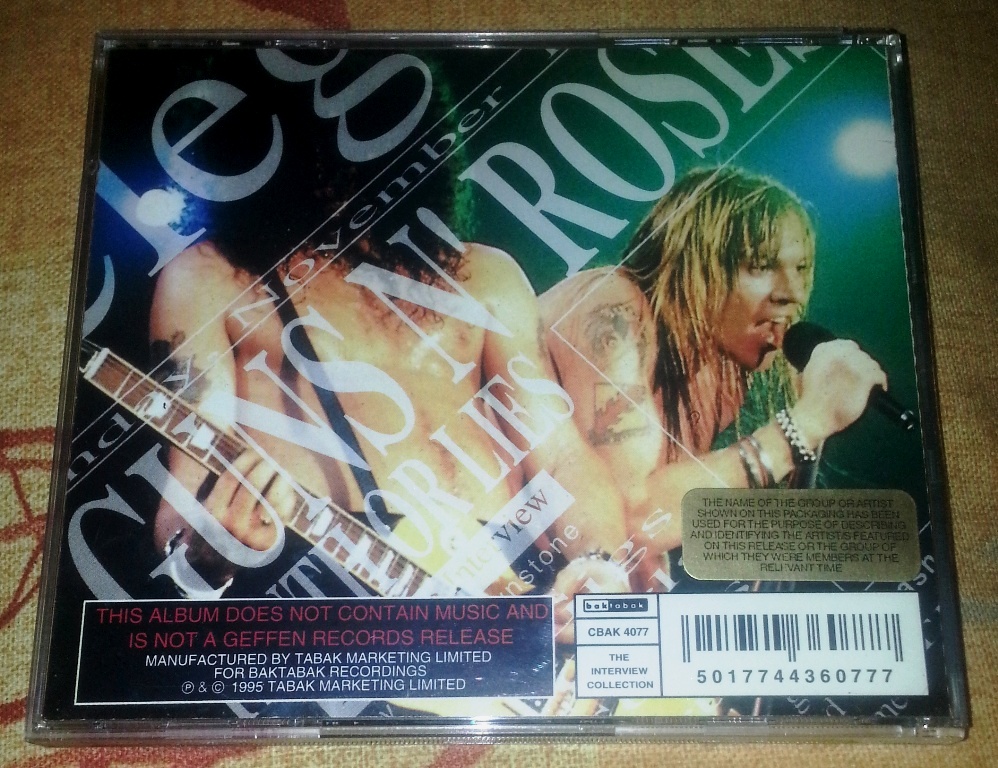 November
GUNS N' ROSES
OR LIES
interview
nstone
THE NAME OF THE GROUP OR ARTIST
SHOWN ON THIS PACKAGING HAS BEEN
USED FOR THE PURPOSE OF DESCRIBING
AND IDENTIFYING THE ARTISTS FEATURED
ON THIS RELEASE OR THE GROUP OF
WHICH THEY WERE MEMBERS AT THE
RELEVANT TIME
THIS ALBUM DOES NOT CONTAIN MUSIC AND
IS NOT A GEFFEN RECORDS RELEASE
MANUFACTURED BY TABAK MARKETING LIMITED
FOR BAKTABAK RECORDINGS
Ⓟ & © 1995 TABAK MARKETING LIMITED
baktabak
CBAK 4077
THE
INTERVIEW
COLLECTION
5017744360777